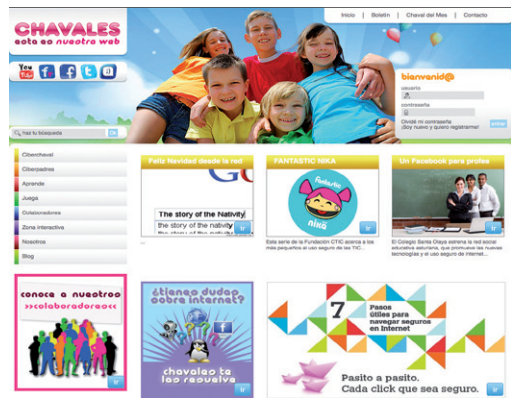 CHAVALES
esta es nuestra web
Inicio | Boletín | Chaval del Mes | Contacto
You Tube
bienvenid@
usuario
contraseña
Olvidé mi contraseña
¡Soy nuevo y quiero registrarme!
entrar
haz tu búsqueda
Cibercheval
Ciberpadres
Aprende
Juega
Colaboradores
Zona interactiva
Nosotros
Blog
Feliz Navidad desde la red
The story of the Nativity
the story of the nativity
ir
...
FANTASTIC NIKA
Fantastic
nika
ir
Esta serie de la Fundación CTIC acerca a los
más pequeños al uso seguro de las TIC...
Un Facebook para profes
ir
El Colegio Santa Olaya estrena la red social
educativa asturiana, que promueve las nuevas
tecnologías y el uso seguro de internet...
conoce a nuestros
>>colaboradores<<
ir
¿tienes dudas
sobre internet?
chavales te
las resuelve
ir
7
Pasos
útiles para
navegar seguros
en Internet
Pasito a pasito.
Cada click que sea seguro.
ir